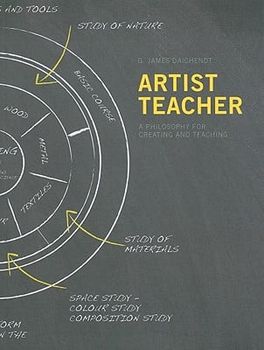 S AND TOOLS
STUDY OF NATURE
G. JAMES DAICHENDT
ARTIST
TEACHER
A PHILOSOPHY FOR
CREATING AND TEACHING
BASIC COURSE
WOOD
METAL
TEXTILES
STUDY OF
MATERIALS
SPACE STUDY –
COLOUR STUDY
COMPOSITION STUDY
FORM
N THE